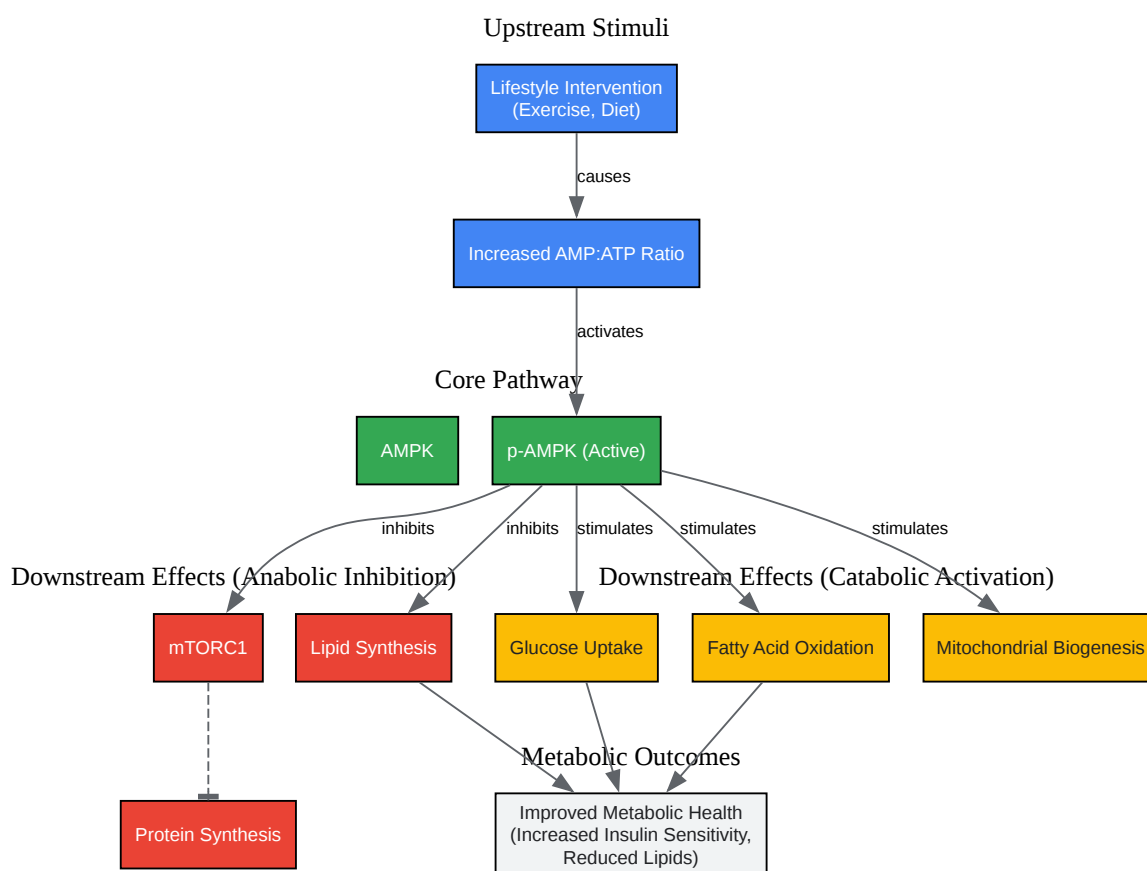 Upstream Stimuli
Lifestyle Intervention
(Exercise, Diet)
causes
Increased AMP:ATP Ratio
activates
Core Pathway
AMPK
p-AMPK (Active)
inhibits
inhibits
stimulates
stimulates
stimulates
Downstream Effects (Anabolic Inhibition)
Downstream Effects (Catabolic Activation)
mTORC1
Lipid Synthesis
Glucose Uptake
Fatty Acid Oxidation
Mitochondrial Biogenesis
Metabolic Outcomes
Protein Synthesis
Improved Metabolic Health
(Increased Insulin Sensitivity,
Reduced Lipids)